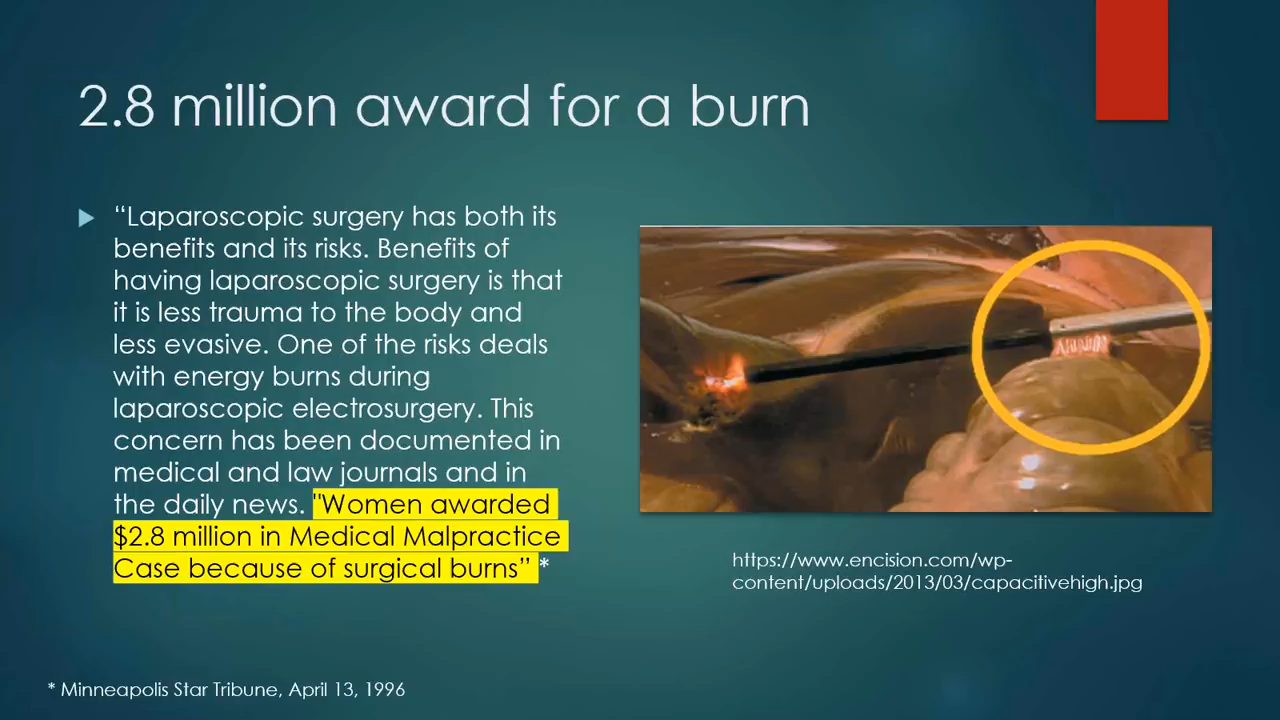 2.8 million award for a burn
“Laparoscopic surgery has both its
benefits and its risks. Benefits of
having laparoscopic surgery is that
it is less trauma to the body and
less evasive. One of the risks deals
with energy burns during
laparoscopic electrosurgery. This
concern has been documented in
medical and law journals and in
the daily news. "Women awarded
$2.8 million in Medical Malpractice
Case because of surgical burns” *
https://www.encision.com/wp-
content/uploads/2013/03/capacitivehigh.jpg
* Minneapolis Star Tribune, April 13, 1996